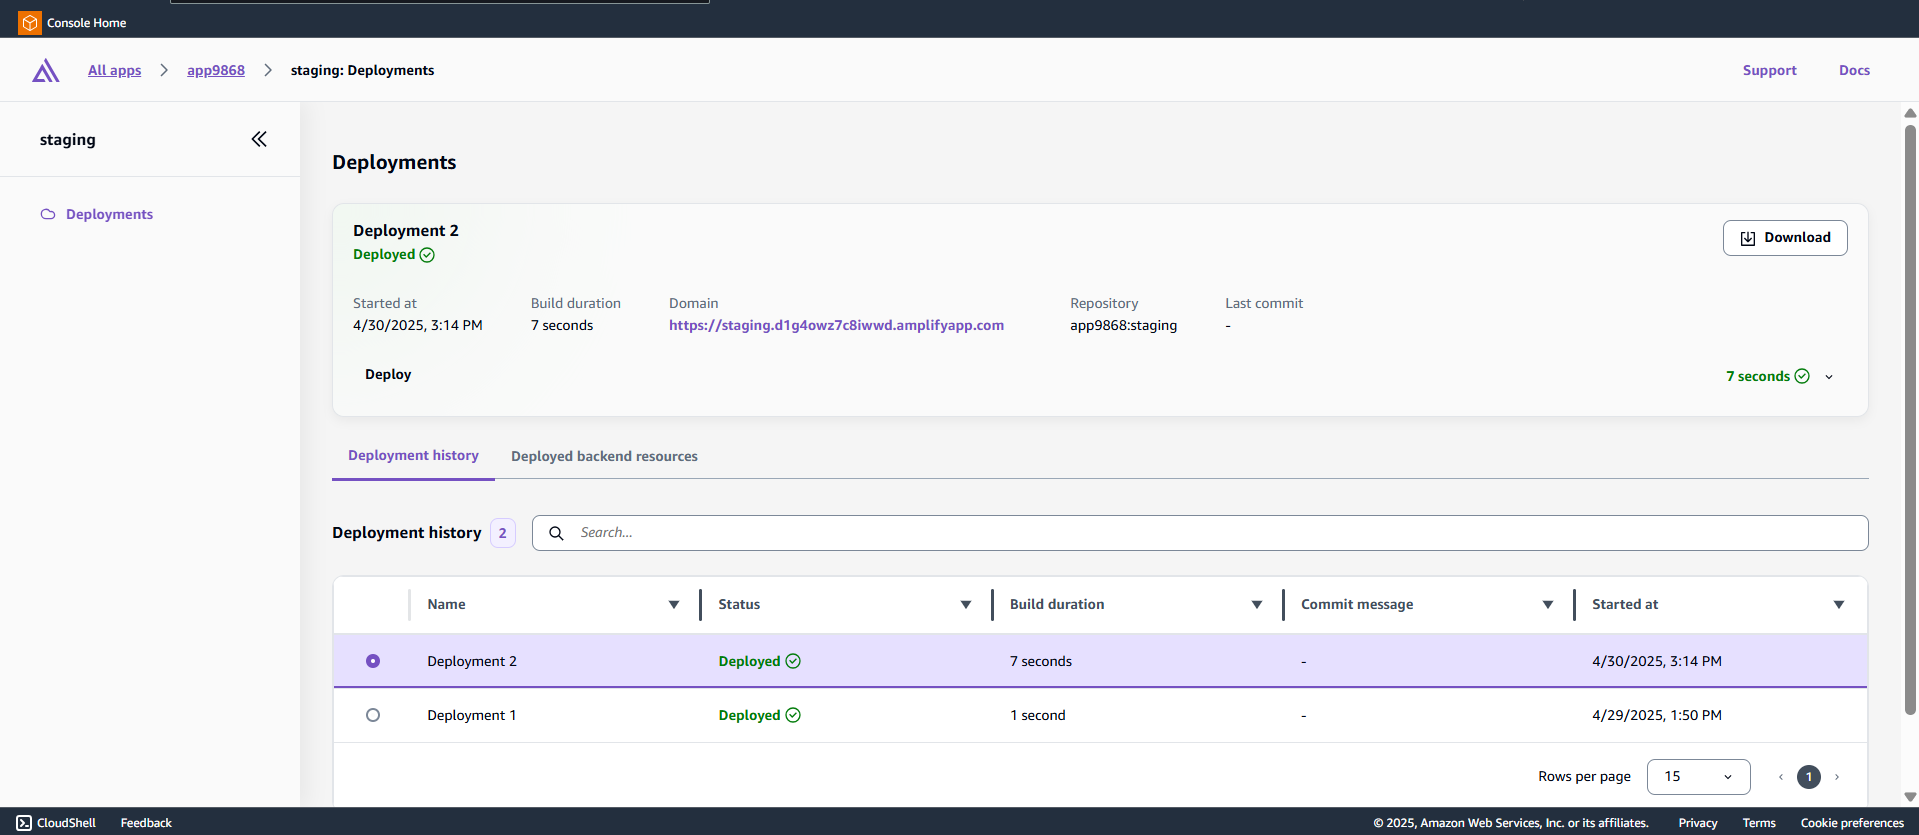 Console Home
All apps > app9868 > staging: Deployments
Support
Docs
staging
Deployments
Deployments
Deployment 2
Deployed
Download
Started at
Build duration
Domain
Repository
Last commit
4/30/2025, 3:14 PM
7 seconds
https://staging.d1g4owz7c8iwwd.amplifyapp.com
app9868:staging
-
Deploy
7 seconds
Deployment history
Deployed backend resources
Deployment history 2
Search...
Name Status Build duration Commit message Started at
Deployment 2 Deployed 7 seconds - 4/30/2025, 3:14 PM
Deployment 1 Deployed 1 second - 4/29/2025, 1:50 PM
Rows per page 15 ‹ 1 ›
CloudShell Feedback © 2025, Amazon Web Services, Inc. or its affiliates. Privacy Terms Cookie preferences